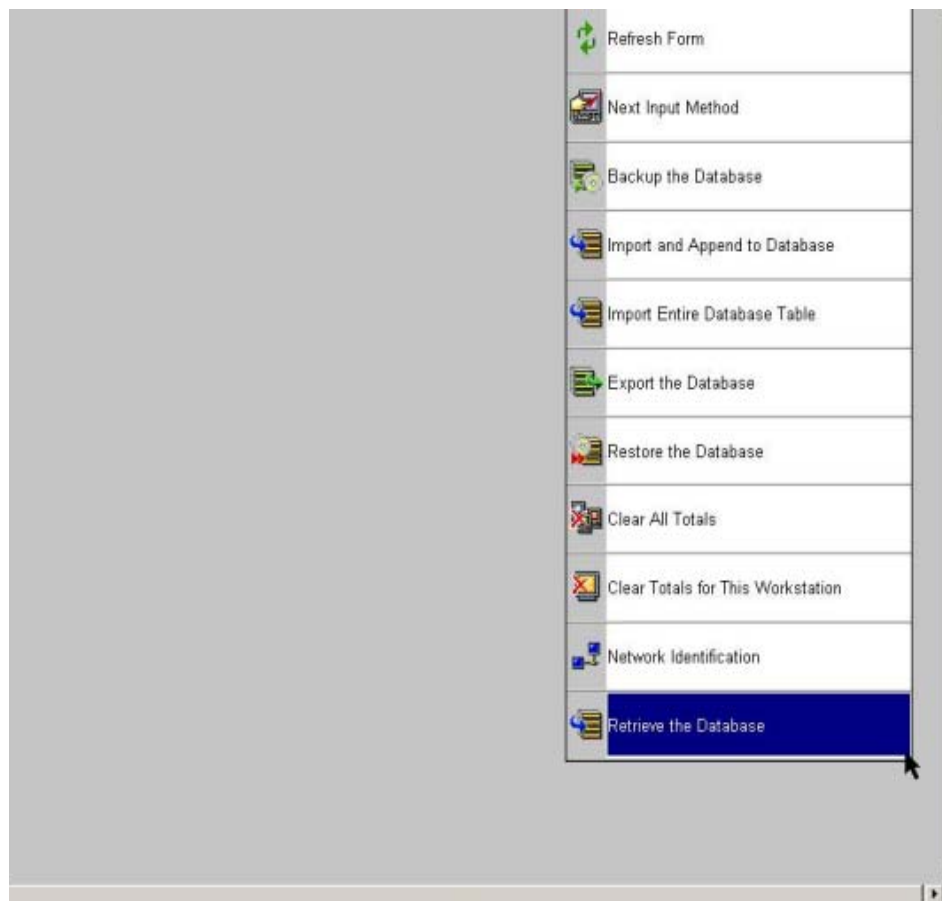 Refresh Form
Next Input Method
Backup the Database
Import and Append to Database
Import Entire Database Table
Export the Database
Restore the Database
Clear All Totals
Clear Totals for This Workstation
Network Identification
Retrieve the Database